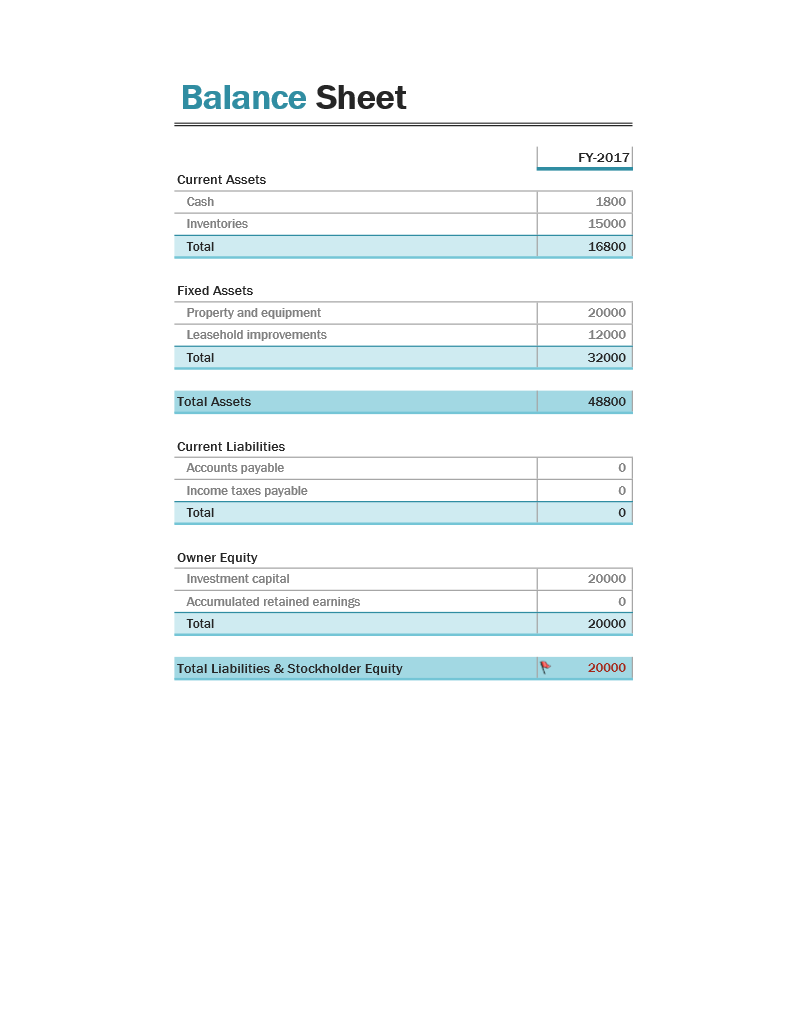 Balance Sheet
FY-2017
Current Assets
Cash 1800
Inventories 15000
Total 16800
Fixed Assets
Property and equipment 20000
Leasehold improvements 12000
Total 32000
Total Assets 48800
Current Liabilities
Accounts payable 0
Income taxes payable 0
Total 0
Owner Equity
Investment capital 20000
Accumulated retained earnings 0
Total 20000
Total Liabilities & Stockholder Equity 20000